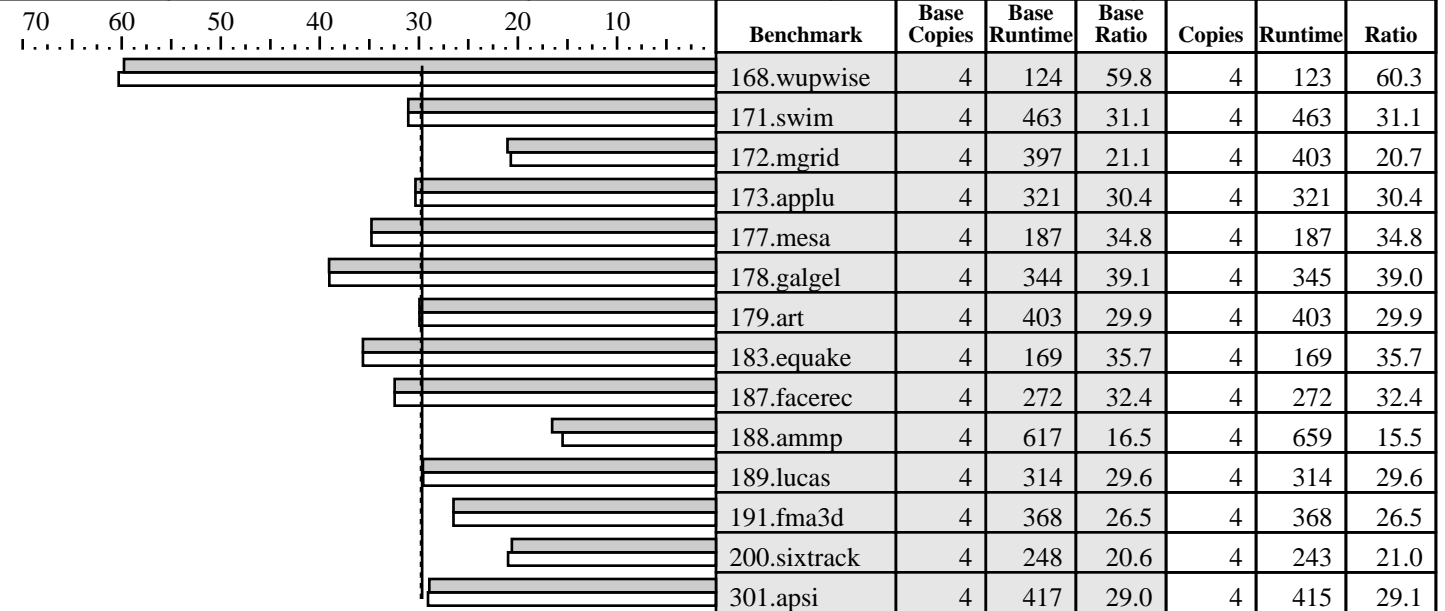 70 60 50 40 30 20 10
Benchmark Base Copies Base Runtime Base Ratio Copies Runtime Ratio
168.wupwise 4 124 59.8 4 123 60.3
171.swim 4 463 31.1 4 463 31.1
172.mgrid 4 397 21.1 4 403 20.7
173.applu 4 321 30.4 4 321 30.4
177.mesa 4 187 34.8 4 187 34.8
178.galgel 4 344 39.1 4 345 39.0
179.art 4 403 29.9 4 403 29.9
183.equake 4 169 35.7 4 169 35.7
187.facerec 4 272 32.4 4 272 32.4
188.ammp 4 617 16.5 4 659 15.5
189.lucas 4 314 29.6 4 314 29.6
191.fma3d 4 368 26.5 4 368 26.5
200.sixtrack 4 248 20.6 4 243 21.0
301.apsi 4 417 29.0 4 415 29.1